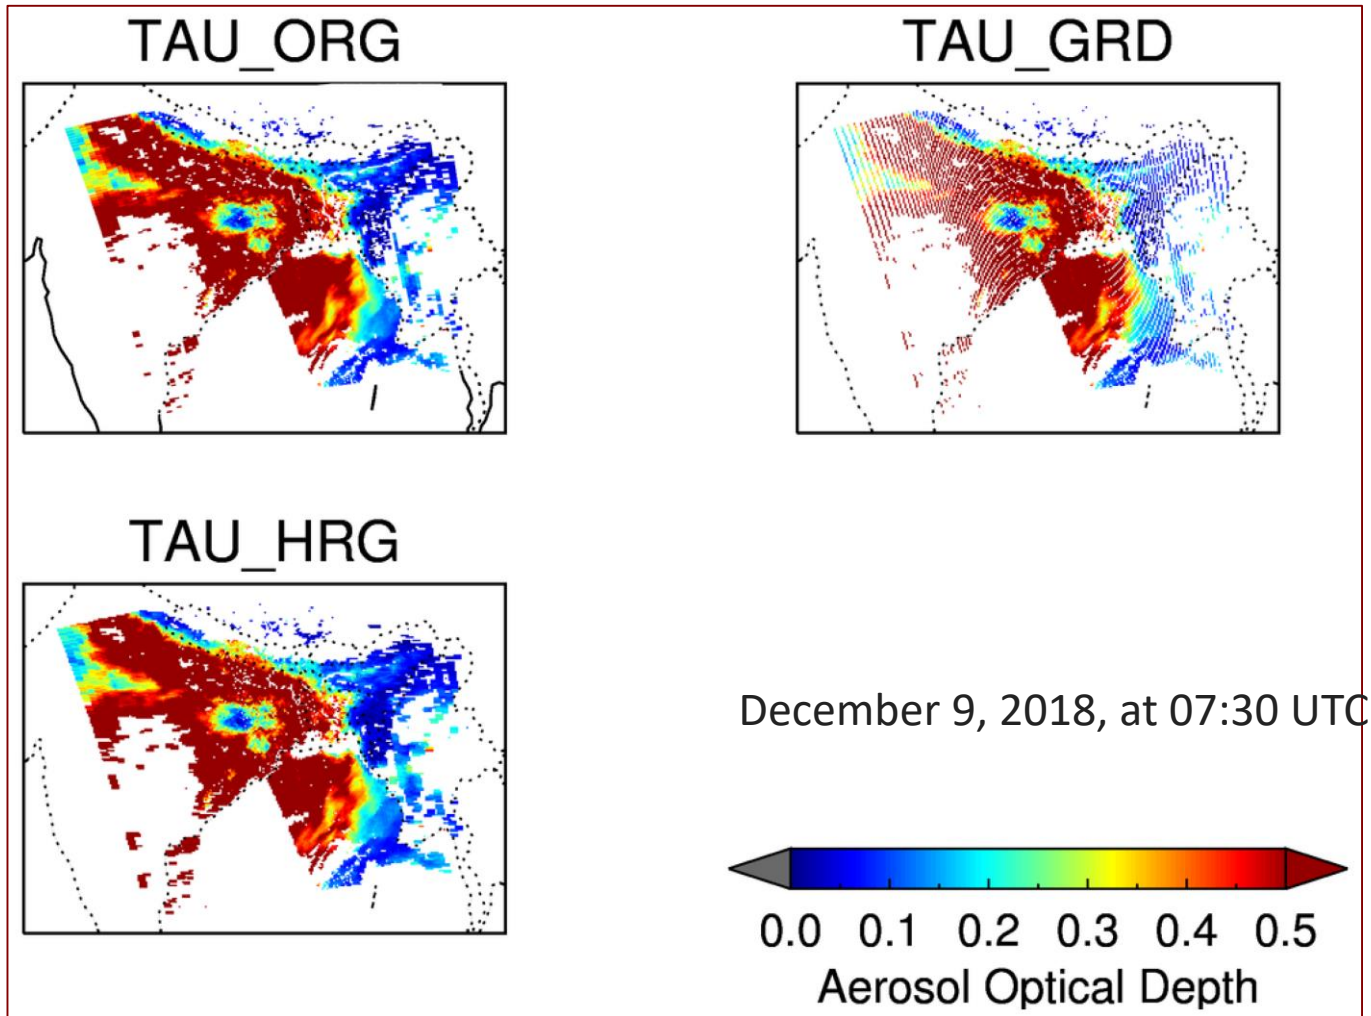 TAU_ORG
TAU_GRD
TAU_HRG
December 9, 2018, at 07:30 UTC
0.0 0.1 0.2 0.3 0.4 0.5
Aerosol Optical Depth